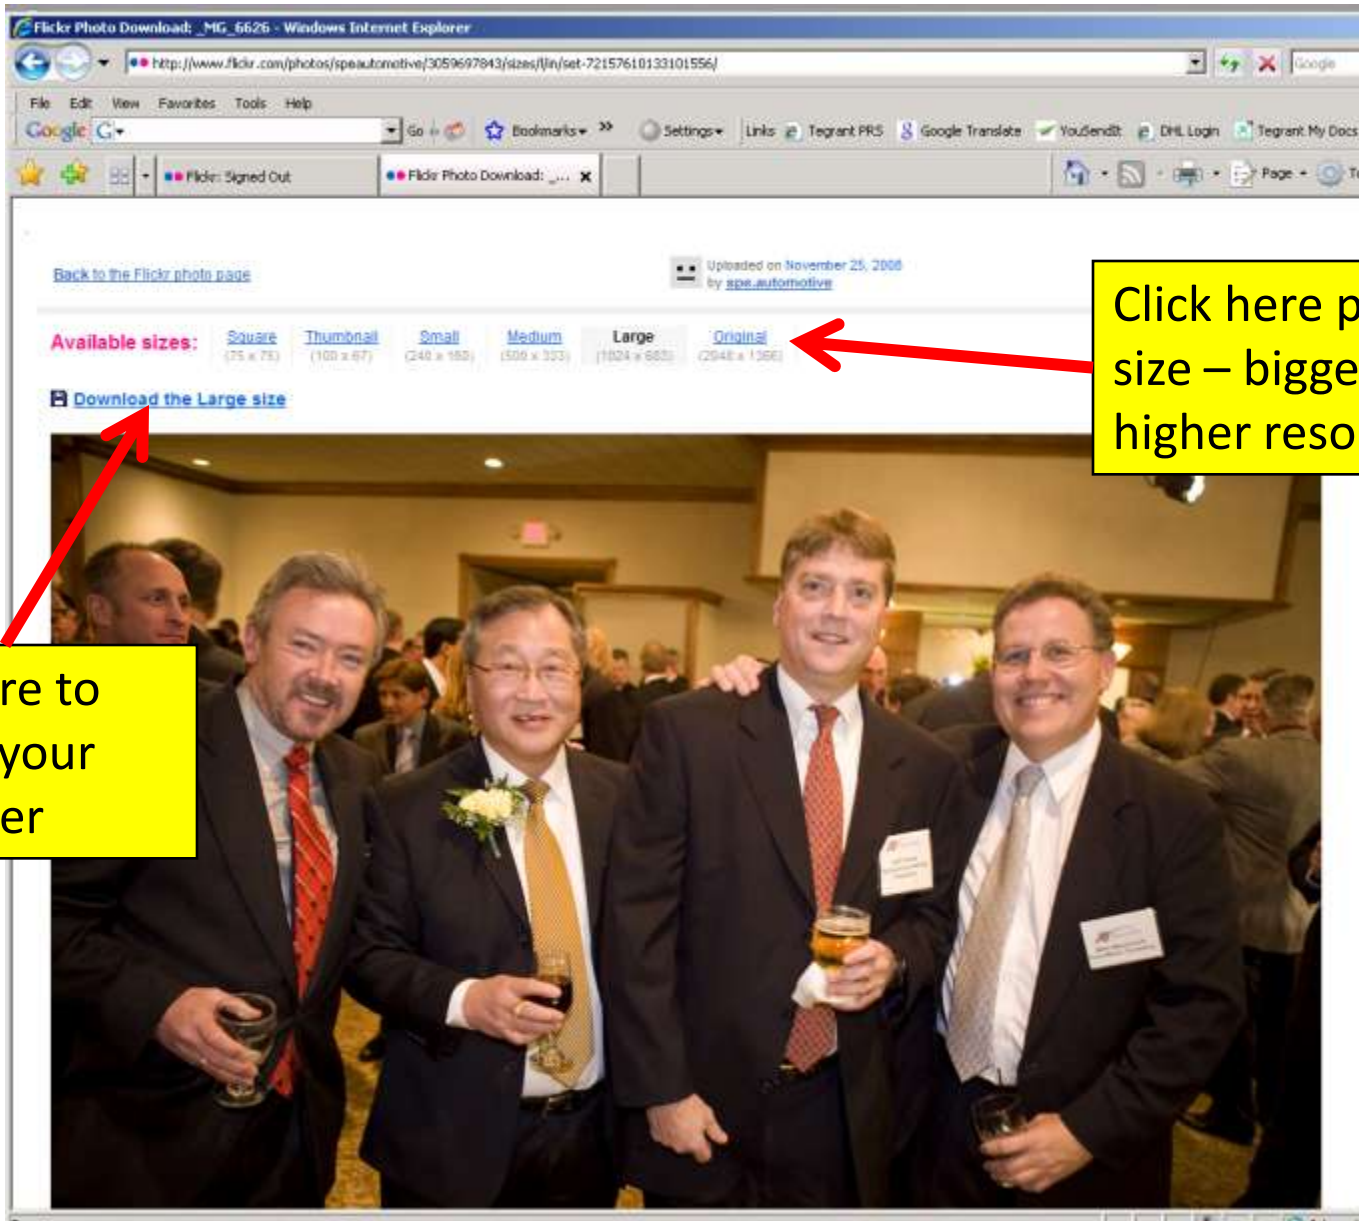 Flickr Photo Download: _MG_6626 - Windows Internet Explorer
http://www.flickr.com/photos/speautomotive/3059697843/sizes/l/in/set-72157610133101556/
Google
File Edit View Favorites Tools Help
Google G Go Bookmarks Settings Links Tegrant PRS Google Translate YouSendIt DHL Login Tegrant My Docs
Flickr: Signed Out Flickr Photo Download: _... Page
Back to the Flickr photo page
Uploaded on November 25, 2008
by spe.automotive
Available sizes: Square Thumbnail Small Medium Large Original
(75 x 75) (100 x 67) (240 x 160) (500 x 333) (1024 x 683) (2048 x 1366)
Download the Large size
Click here p
size – bigge
higher reso
re to
your
er